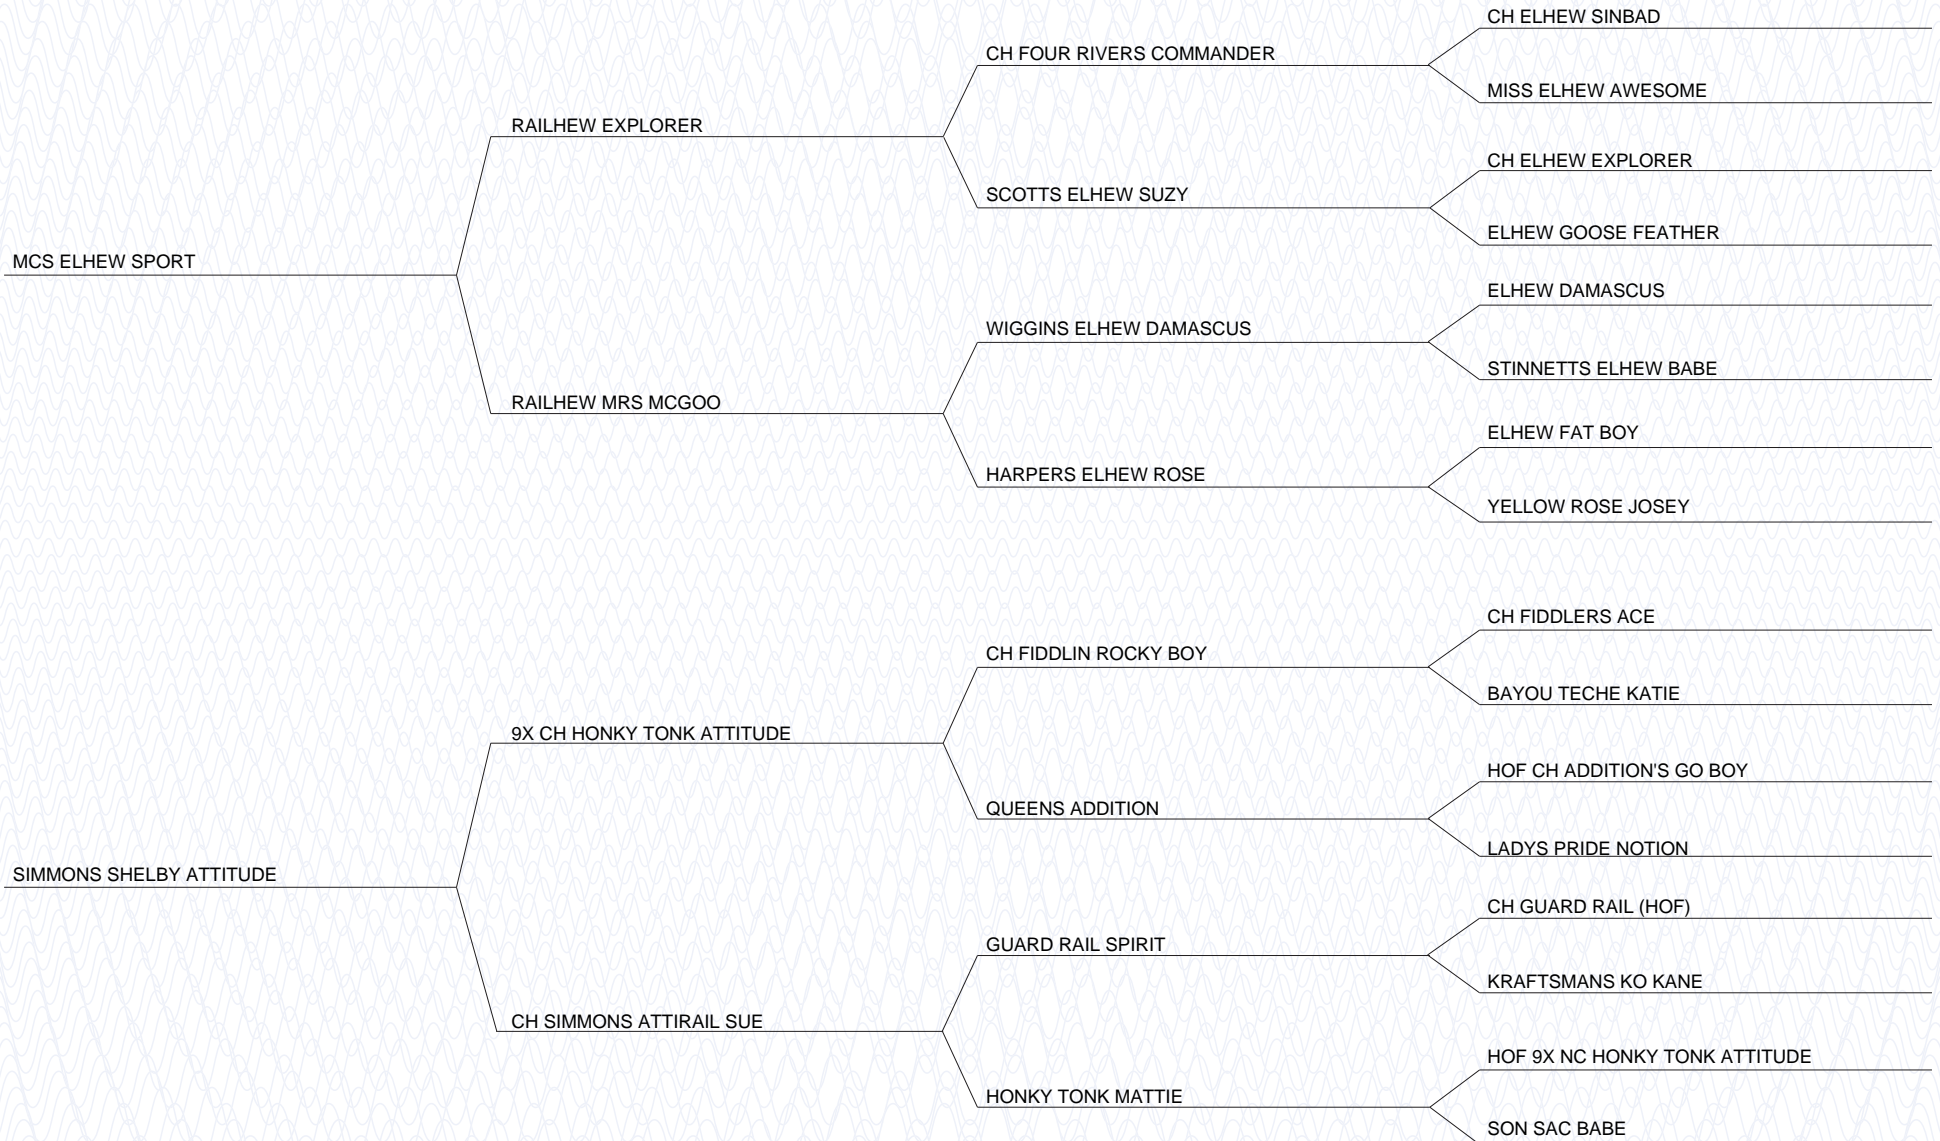 CH ELHEW SINBAD
CH FOUR RIVERS COMMANDER
MISS ELHEW AWESOME
RAILHEW EXPLORER
CH ELHEW EXPLORER
SCOTTS ELHEW SUZY
ELHEW GOOSE FEATHER
MCS ELHEW SPORT
ELHEW DAMASCUS
WIGGINS ELHEW DAMASCUS
STINNETTS ELHEW BABE
RAILHEW MRS MCGOO
ELHEW FAT BOY
HARPERS ELHEW ROSE
YELLOW ROSE JOSEY
CH FIDDLERS ACE
CH FIDDLIN ROCKY BOY
BAYOU TECHE KATIE
9X CH HONKY TONK ATTITUDE
HOF CH ADDITION'S GO BOY
QUEENS ADDITION
LADYS PRIDE NOTION
SIMMONS SHELBY ATTITUDE
CH GUARD RAIL (HOF)
GUARD RAIL SPIRIT
KRAFTSMANS KO KANE
CH SIMMONS ATTIRAIL SUE
HOF 9X NC HONKY TONK ATTITUDE
HONKY TONK MATTIE
SON SAC BABE